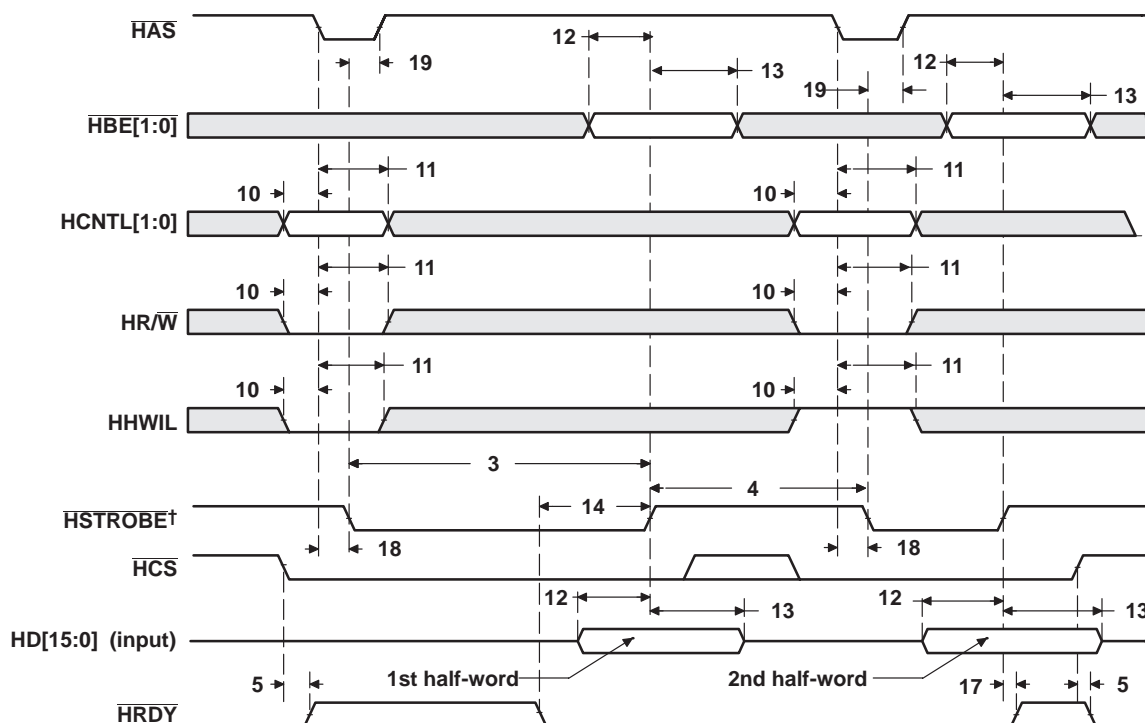 HAS
12
19
13
12
19
13
HBE[1:0]
11
11
10
10
HCNTL[1:0]
11
11
10
10
HR/W
11
11
10
10
HHWIL
3
4
14
HSTROBE†
18
18
HCS
12
13
12
13
HD[15:0] (input)
1st half-word
2nd half-word
5
17
5
HRDY